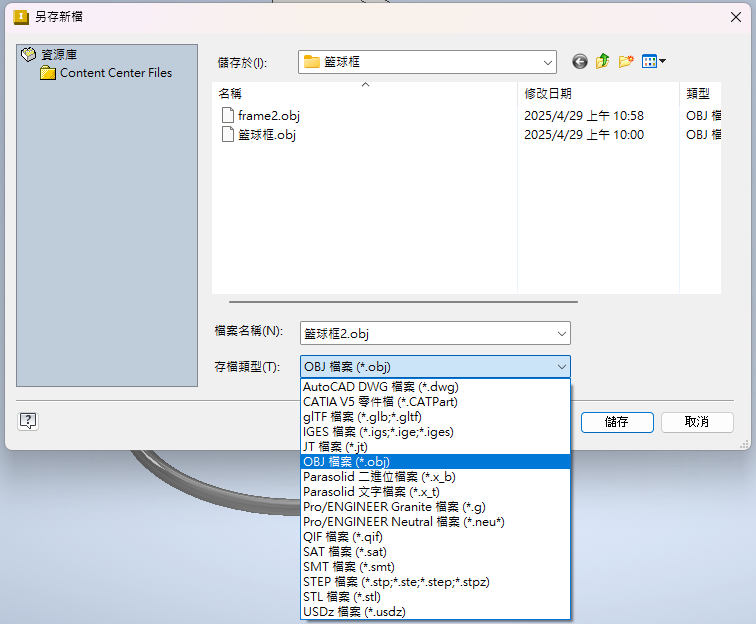 另存新檔
資源庫
Content Center Files
儲存於(I):
籃球框
名稱
修改日期
類型
frame2.obj
2025/4/29 上午 10:58
OBJ 檔
籃球框.obj
2025/4/29 上午 10:00
OBJ 檔
檔案名稱(N):
籃球框2.obj
存檔類型(T):
OBJ 檔案 (*.obj)
AutoCAD DWG 檔案 (*.dwg)
CATIA V5 零件檔 (*.CATPart)
glTF 檔案 (*.glb;*.gltf)
IGES 檔案 (*.igs;*.ige;*.iges)
JT 檔案 (*.jt)
OBJ 檔案 (*.obj)
Parasolid 二進位檔案 (*.x_b)
Parasolid 文字檔案 (*.x_t)
Pro/ENGINEER Granite 檔案 (*.g)
Pro/ENGINEER Neutral 檔案 (*.neu*)
QIF 檔案 (*.qif)
SAT 檔案 (*.sat)
SMT 檔案 (*.smt)
STEP 檔案 (*.stp;*.ste;*.step;*.stpz)
STL 檔案 (*.stl)
USDz 檔案 (*.usdz)
儲存
取消